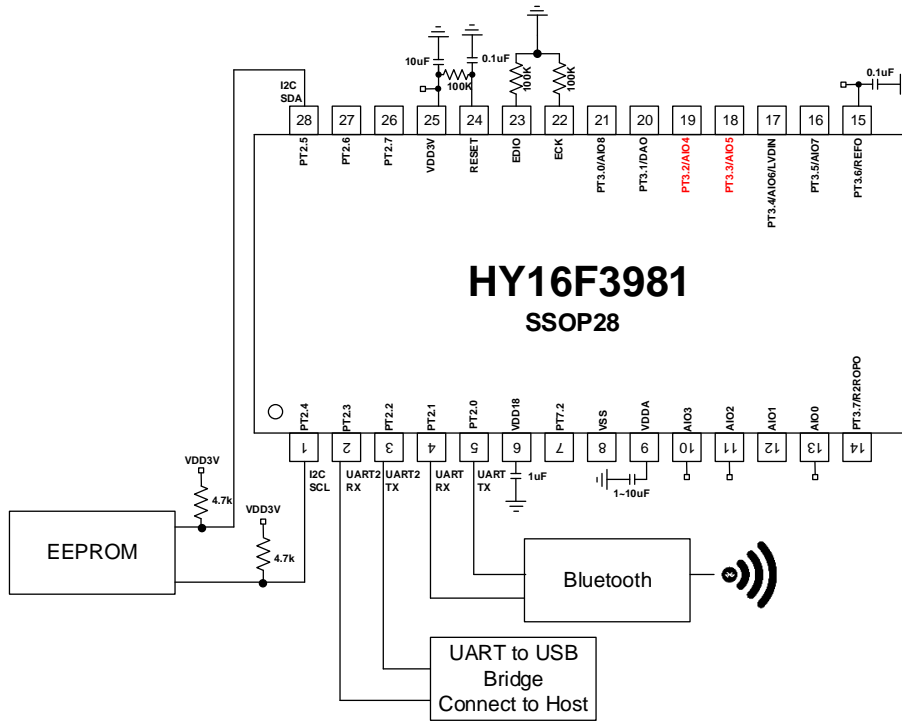 10uF
0.1uF
100K
100K
100K
0.1uF
I2C
SDA
28
27
26
25
24
23
22
21
20
19
18
17
16
15
PT2.5
PT2.6
PT2.7
VDD3V
RESET
EDIO
ECK
PT3.0/AIO8
PT3.1/DAO
PT3.2/AIO4
PT3.3/AIO5
PT3.4/AIO6/LVDIN
PT3.5/AIO7
PT3.6/REFO
HY16F3981
SSOP28
PT2.4
PT2.3
PT2.2
PT2.1
PT2.0
VDD18
PT7.2
VSS
VDDA
AIO3
AIO2
AIO1
AIO0
PT3.7/R2ROPO
1
2
3
4
5
6
7
8
9
10
11
12
13
14
I2C
SCL
UART2
RX
UART2
TX
UART
RX
UART
TX
1uF
1~10uF
VDD3V
4.7k
VDD3V
4.7k
EEPROM
Bluetooth
UART to USB
Bridge
Connect to Host